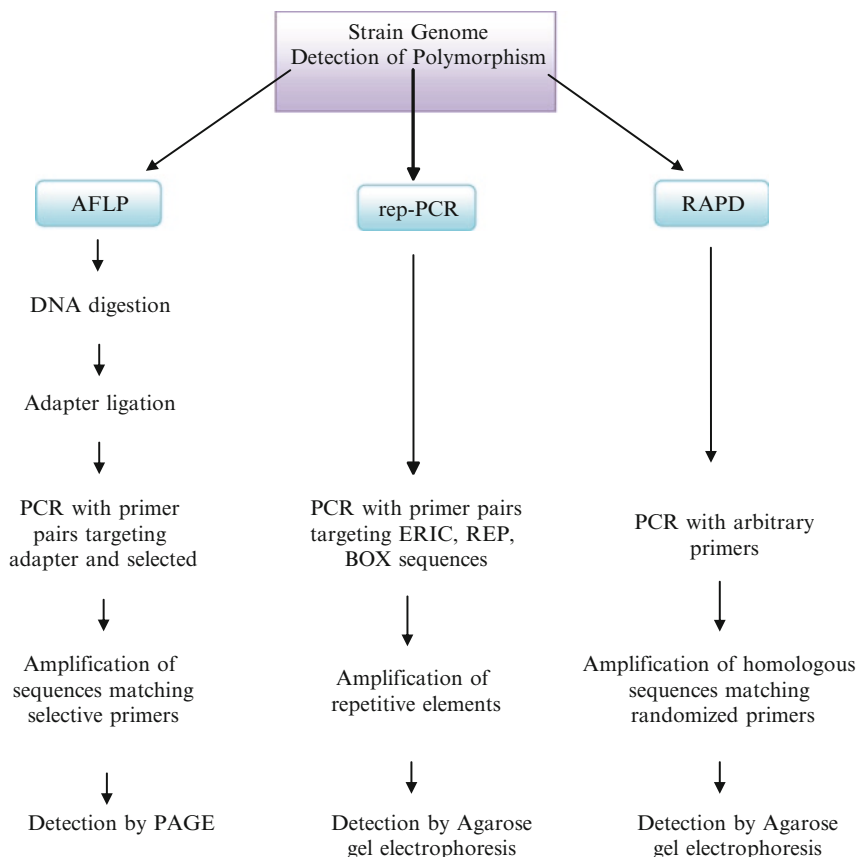 Strain Genome
Detection of Polymorphism
AFLP
rep-PCR
RAPD
DNA digestion
Adapter ligation
PCR with primer
pairs targeting
adapter and selected
Amplification of
sequences matching
selective primers
Detection by PAGE
PCR with primer pairs
targeting ERIC, REP,
BOX sequences
Amplification of
repetitive elements
Detection by Agarose
gel electrophoresis
PCR with arbitrary
primers
Amplification of homologous
sequences matching
randomized primers
Detection by Agarose
gel electrophoresis